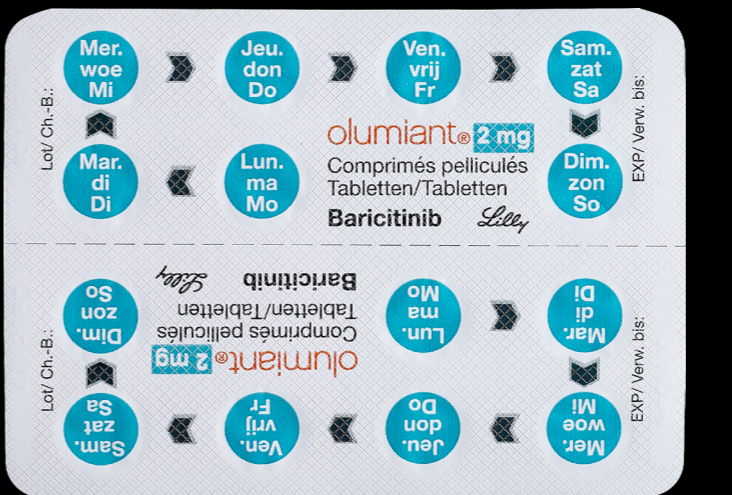 Mer.
woe
Mi
Jeu.
don
Do
Ven.
vrij
Fr
Sam.
zat
Sa
Lot/ Ch.-B.:
EXP/ Verw. bis:
Mar.
di
Di
Lun.
ma
Mo
olumiant® 2 mg
Comprimés pelliculés
Tabletten/Tabletten
Baricitinib Lilly
Dim.
zon
So
Dim.
zon
So
Baricitinib Lilly
Tabletten/Tabletten
Comprimés pelliculés
olumiant® 2 mg
Lun.
ma
Mo
Mar.
di
Di
Lot/ Ch.-B.:
EXP/ Verw. bis:
Sam.
zat
Sa
Ven.
vrij
Fr
Jeu.
don
Do
Mer.
woe
Mi